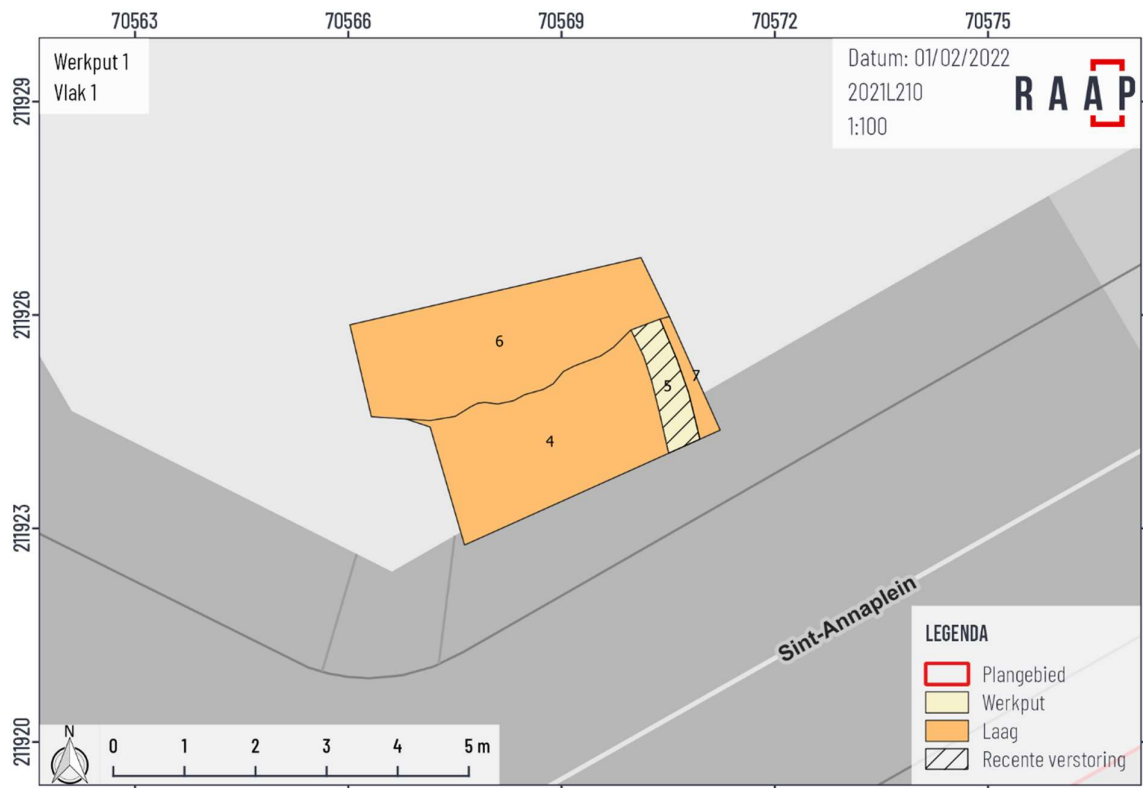 70563 70566 70569 70572 70575
Werkput 1
Vlak 1
Datum: 01/02/2022
2021L210
1:100
RAAP
211929
211926
211923
211920
6
5
7
4
Sint-Annaplein
N
0 1 2 3 4 5 m
LEGENDA
Plangebied
Werkput
Laag
Recente verstoring